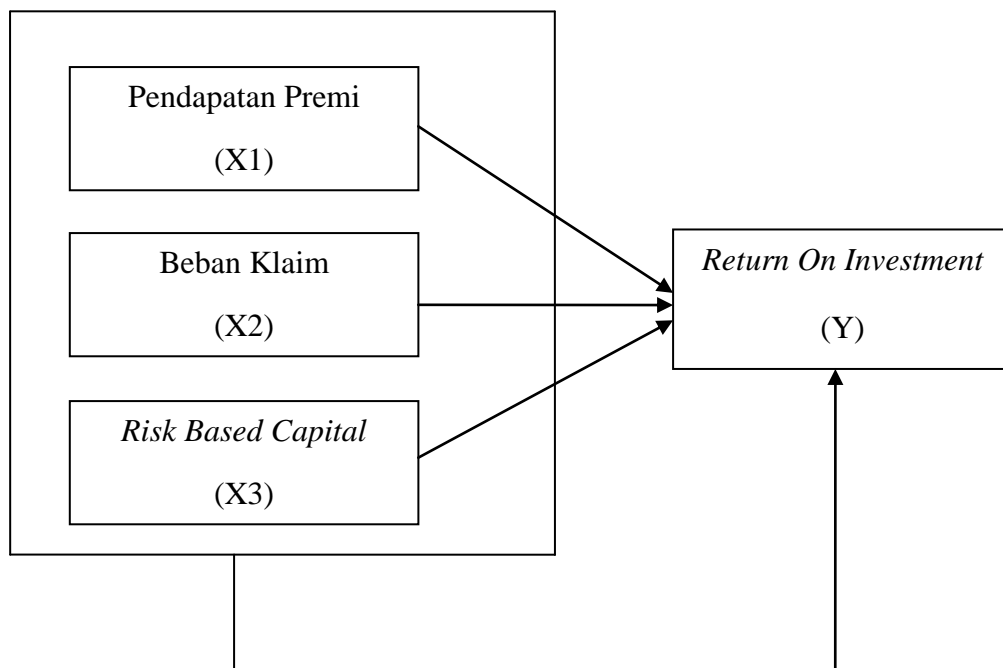 Pendapatan Premi
(X1)
Beban Klaim
(X2)
Risk Based Capital
(X3)
Return On Investment
(Y)